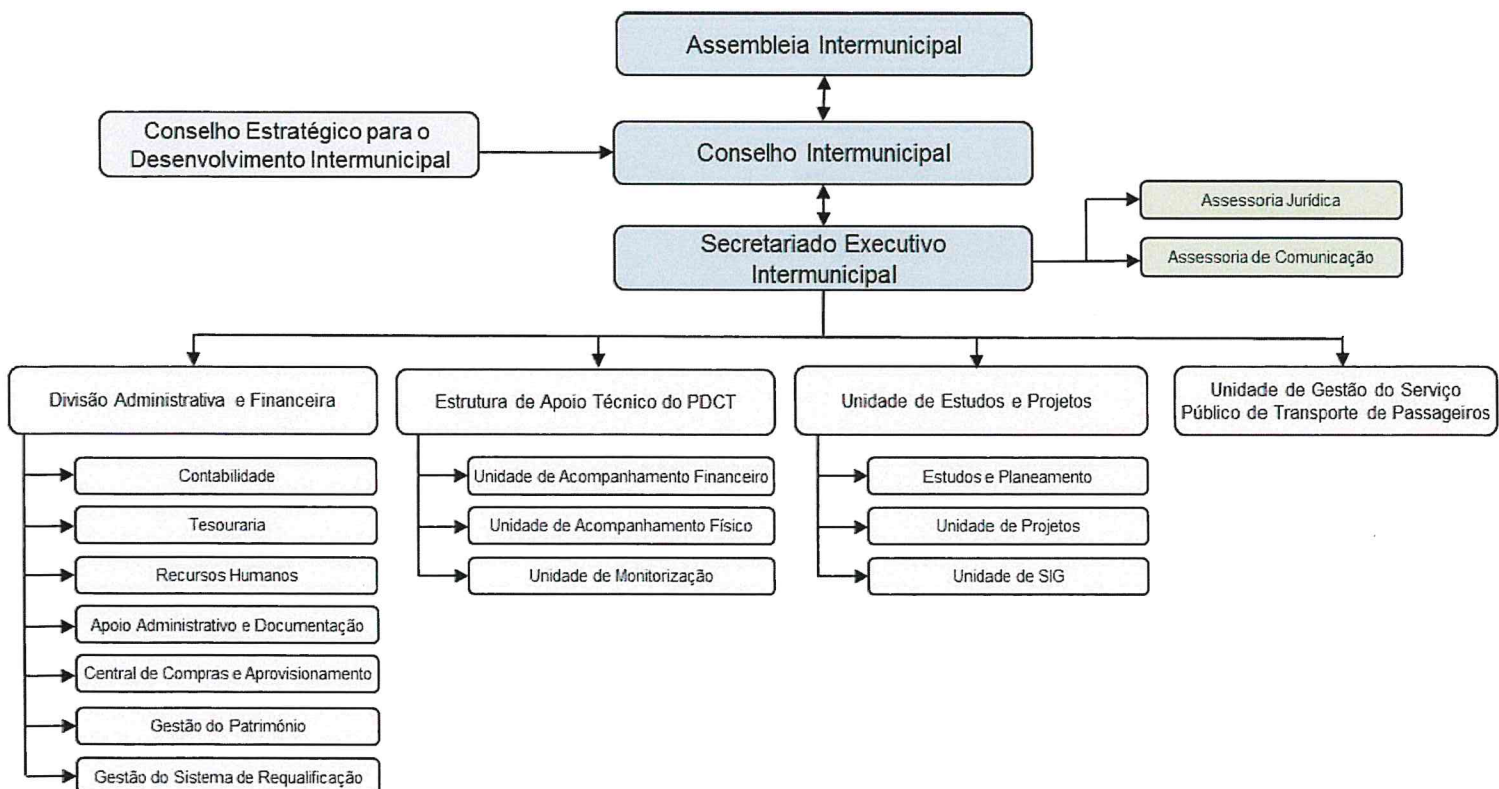 Assembleia Intermunicipal
Conselho Estratégico para o
Desenvolvimento Intermunicipal
Conselho Intermunicipal
Secretariado Executivo
Intermunicipal
Assessoria Jurídica
Assessoria de Comunicação
Divisão Administrativa e Financeira
Estrutura de Apoio Técnico do PDCT
Unidade de Estudos e Projetos
Unidade de Gestão do Serviço
Público de Transporte de Passageiros
Contabilidade
Tesouraria
Recursos Humanos
Apoio Administrativo e Documentação
Central de Compras e Aprovisionamento
Gestão do Património
Gestão do Sistema de Requalificação
Unidade de Acompanhamento Financeiro
Unidade de Acompanhamento Físico
Unidade de Monitorização
Estudos e Planeamento
Unidade de Projetos
Unidade de SIG